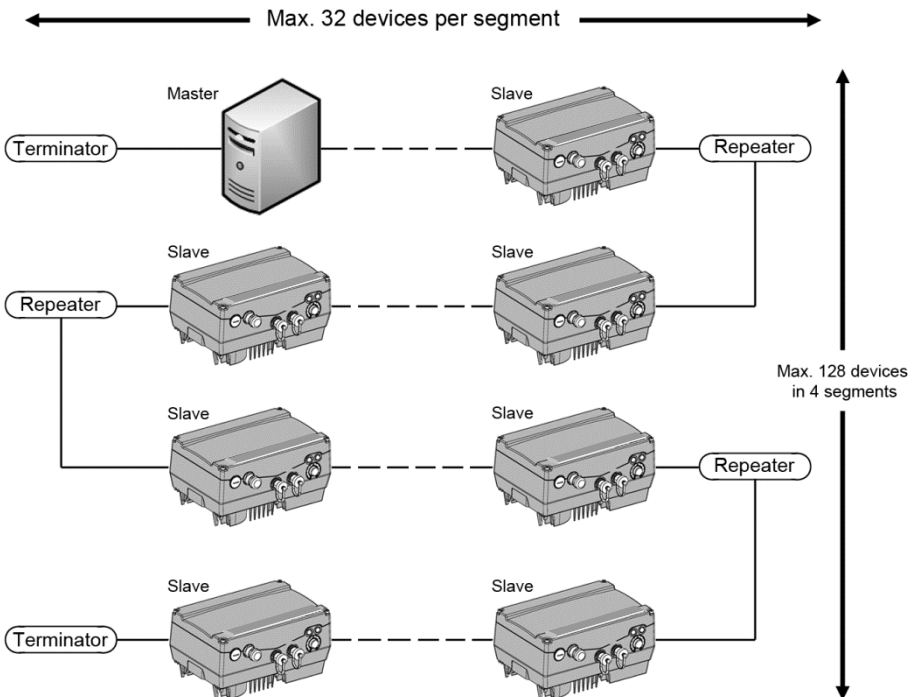 Max. 32 devices per segment
Master
Slave
Terminator
Repeater
Slave
Slave
Repeater
Max. 128 devices
in 4 segments
Slave
Slave
Repeater
Slave
Slave
Terminator